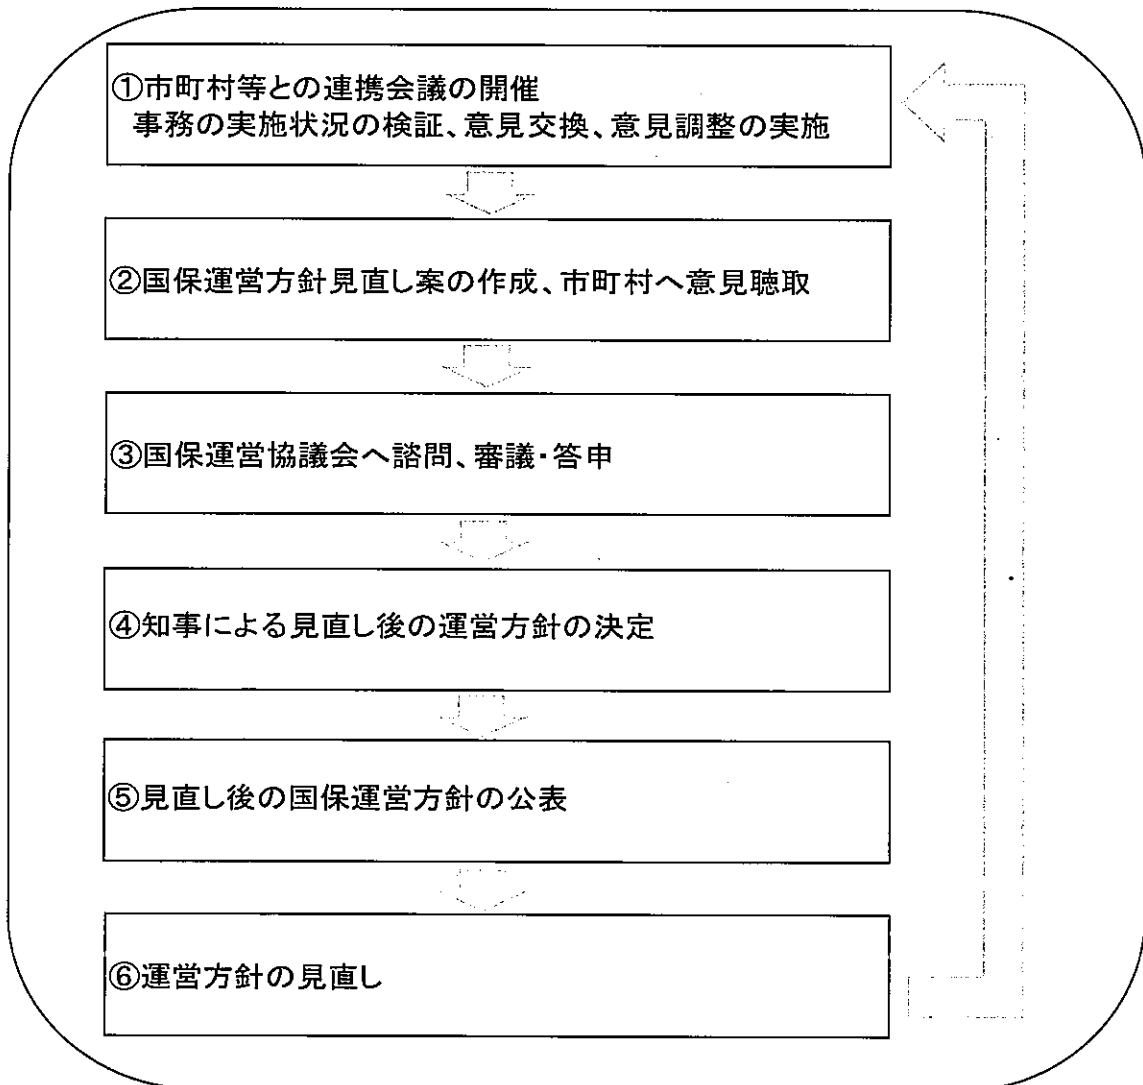 ①市町村等との連携会議の開催
事務の実施状況の検証、意見交換、意見調整の実施
②国保運営方針見直し案の作成、市町村へ意見聴取
③国保運営協議会へ諮問、審議・答申
④知事による見直し後の運営方針の決定
⑤見直し後の国保運営方針の公表
⑥運営方針の見直し